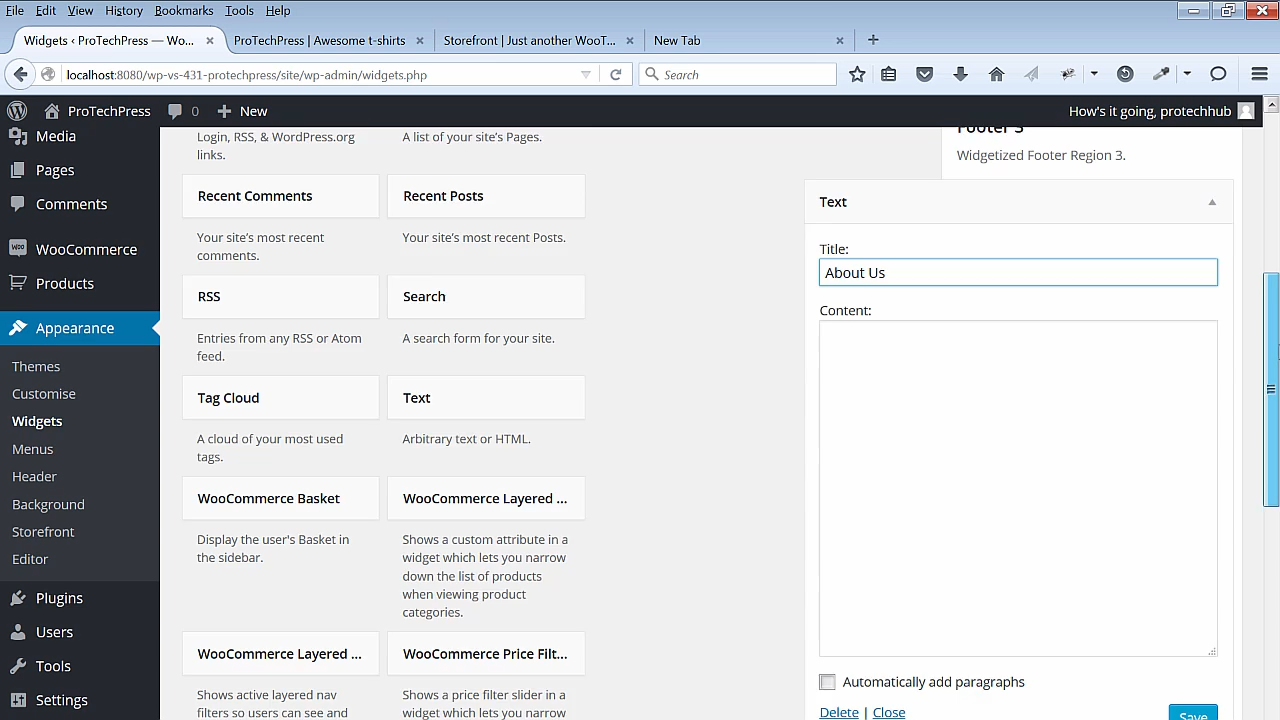 File Edit View History Bookmarks Tools Help
Widgets ‹ ProTechPress — Wo... × ProTechPress | Awesome t-shirts × Storefront | Just another WooT... × New Tab × +
localhost:8080/wp-vs-431-protechpress/site/wp-admin/widgets.php Search
ProTechPress 0 + New How's it going, protechhub
Media
Pages
Comments
WooCommerce
Products
Appearance
Themes
Customise
Widgets
Menus
Header
Background
Storefront
Editor
Plugins
Users
Tools
Settings
Login, RSS, & WordPress.org
links.
A list of your site's Pages.
Recent Comments
Your site's most recent
comments.
Recent Posts
Your site's most recent Posts.
RSS
Entries from any RSS or Atom
feed.
Search
A search form for your site.
Tag Cloud
A cloud of your most used
tags.
Text
Arbitrary text or HTML.
WooCommerce Basket
Display the user's Basket in
the sidebar.
WooCommerce Layered ...
Shows a custom attribute in a
widget which lets you narrow
down the list of products
when viewing product
categories.
WooCommerce Layered ...
Shows active layered nav
filters so users can see and
WooCommerce Price Filt...
Shows a price filter slider in a
widget which lets you narrow
Footer 3
Widgetized Footer Region 3.
Text
Title:
About Us
Content:
Automatically add paragraphs
Delete | Close
Save